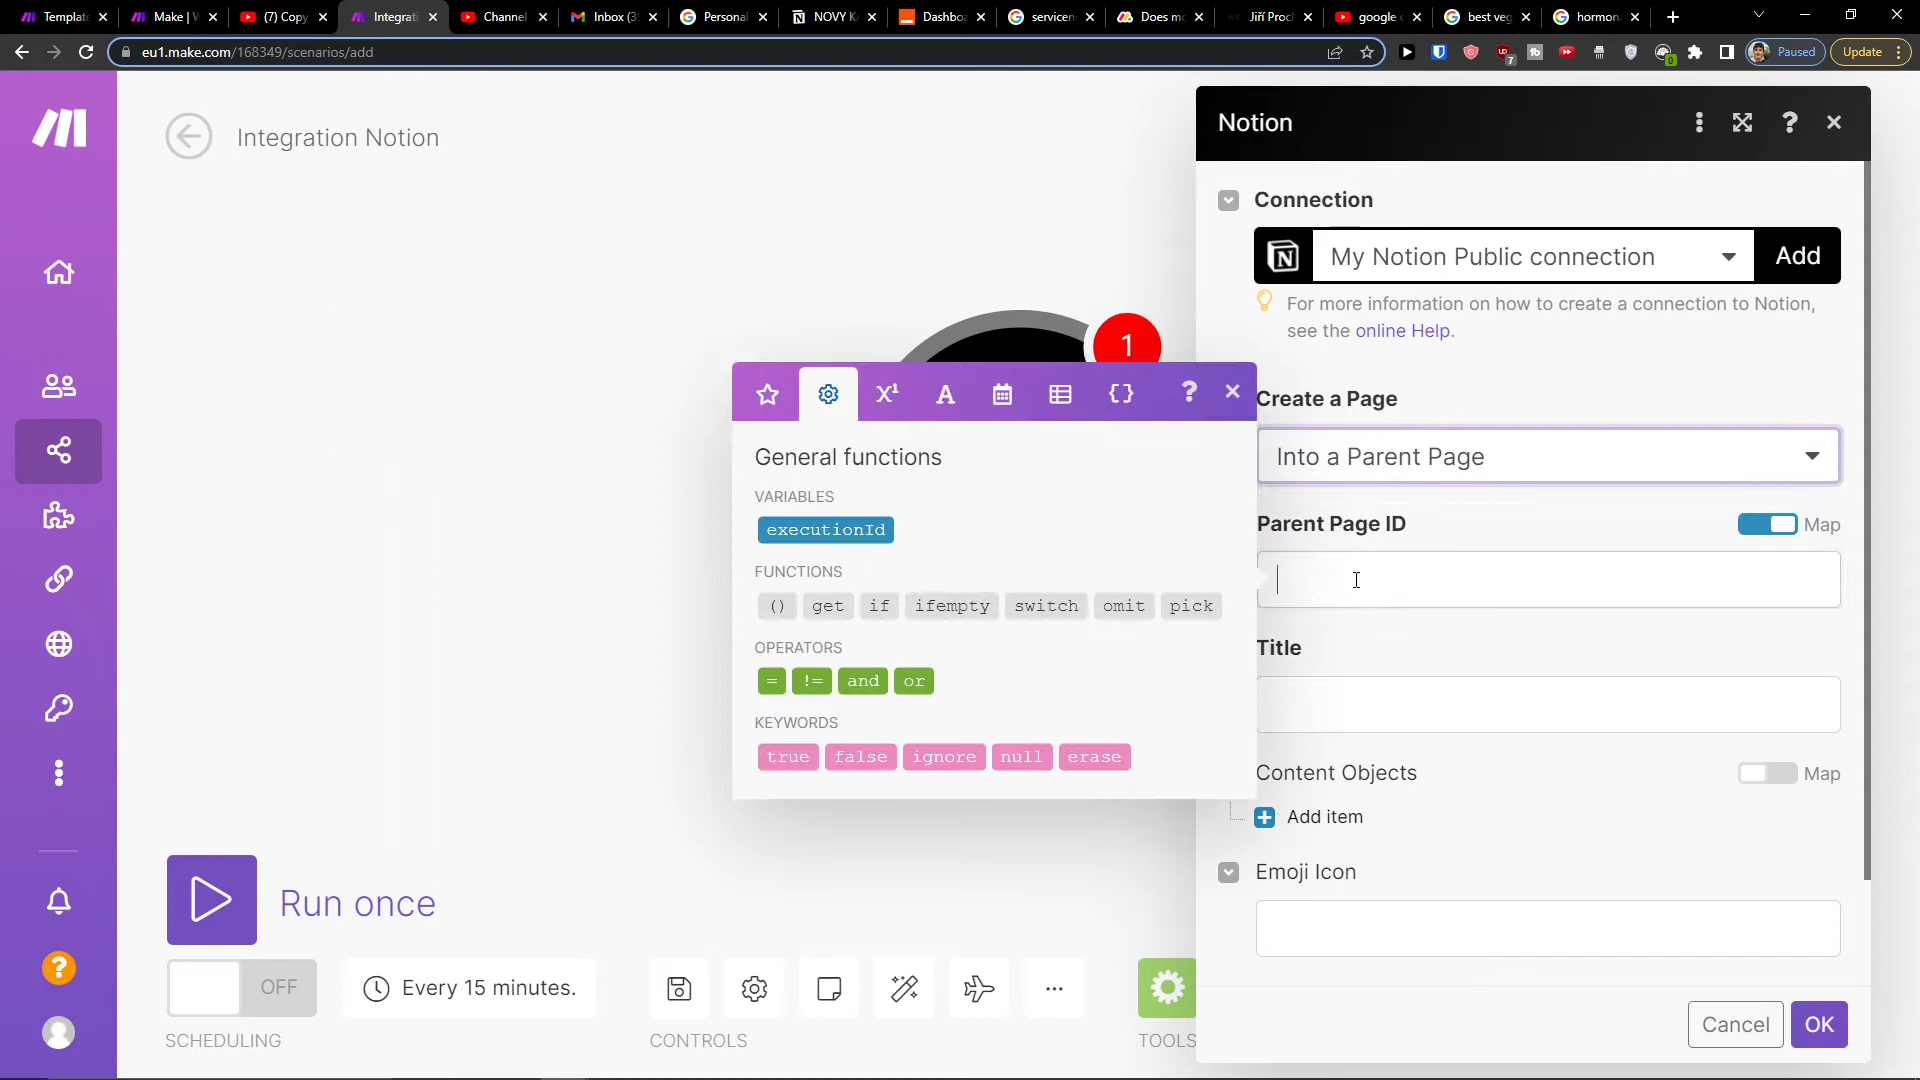 Templat
Make | V
(7) Copy
Integrati
Channel
Inbox (3
Personal
NOVY K
Dashbo
servicen
Does m
Jiří Proc
google
best veg
hormon
eu1.make.com/168349/scenarios/add
7
0
Paused
Update
Integration Notion
Notion
Connection
My Notion Public connection
Add
For more information on how to create a connection to Notion,
see the online Help.
1
Create a Page
Into a Parent Page
General functions
VARIABLES
executionId
FUNCTIONS
() get if ifempty switch omit pick
OPERATORS
= != and or
KEYWORDS
true false ignore null erase
Parent Page ID
Map
Title
Content Objects
Map
Add item
Emoji Icon
Run once
OFF
Every 15 minutes.
SCHEDULING
CONTROLS
TOOLS
Cancel
OK